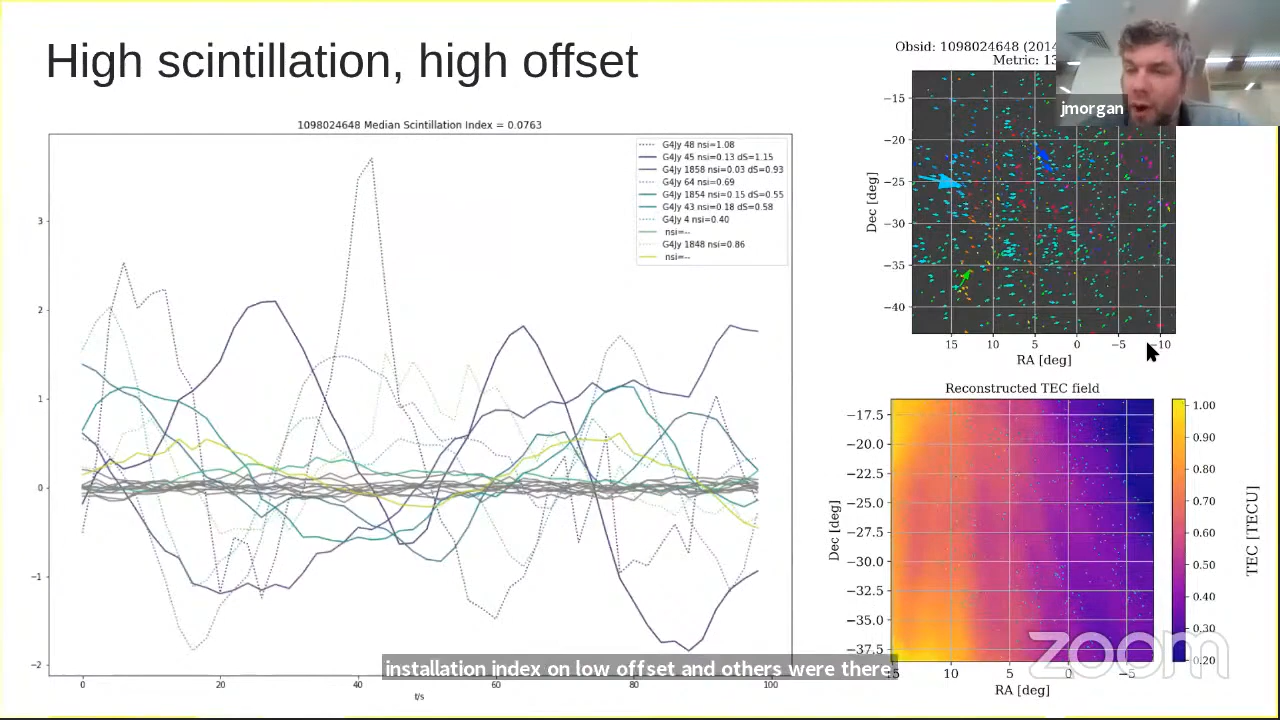 High scintillation, high offset
1098024648 Median Scintillation Index = 0.0763
G4Jy 48 nsi=1.08
G4Jy 45 nsi=0.13 dS=1.15
G4Jy 1858 nsi=0.03 dS=0.93
G4Jy 64 nsi=0.69
G4Jy 1854 nsi=0.15 dS=0.55
G4Jy 43 nsi=0.18 dS=0.58
G4Jy 4 nsi=0.40
nsi=--
G4Jy 1848 nsi=0.86
nsi=--
3
2
1
0
−1
−2
0 20 40 60 80 100
t/s
Obsid: 1098024648 (2014
Metric: 13
jmorgan
−15
−20
−25
−30
−35
−40
Dec [deg]
15 10 5 0 −5 −10
RA [deg]
Reconstructed TEC field
−17.5
−20.0
−22.5
−25.0
−27.5
−30.0
−32.5
−35.0
−37.5
Dec [deg]
15 10 5 0 −5
RA [deg]
1.00
0.90
0.80
0.70
0.60
0.50
0.40
0.30
0.20
TEC [TECU]
installation index on low offset and others were there
zoom